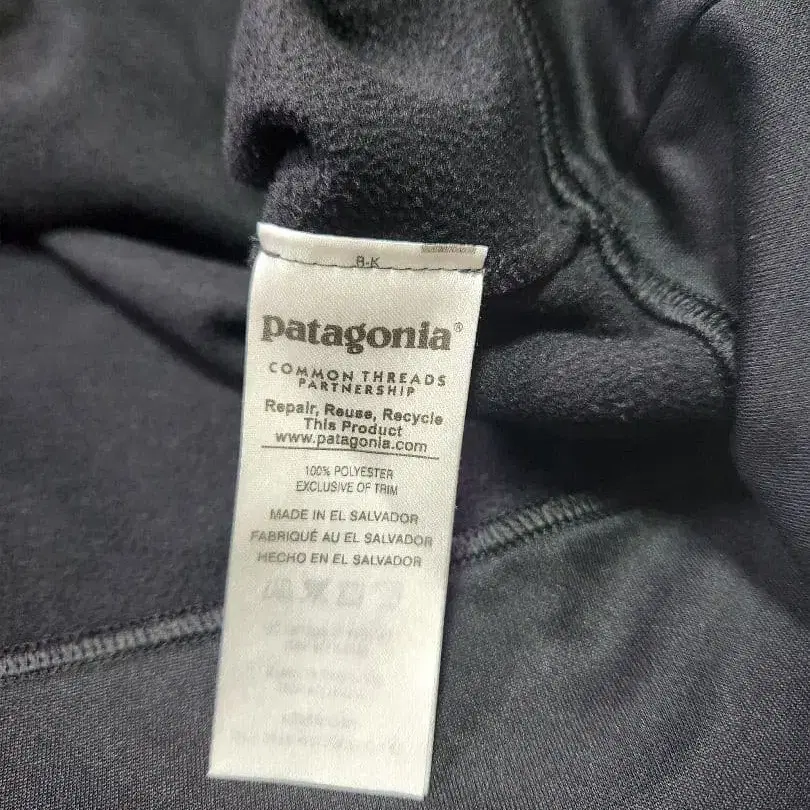 8-K
patagonia®
COMMON THREADS
PARTNERSHIP
Repair, Reuse, Recycle
This Product
www.patagonia.com
100% POLYESTER
EXCLUSIVE OF TRIM
MADE IN EL SALVADOR
FABRIQUÉ AU EL SALVADOR
HECHO EN EL SALVADOR